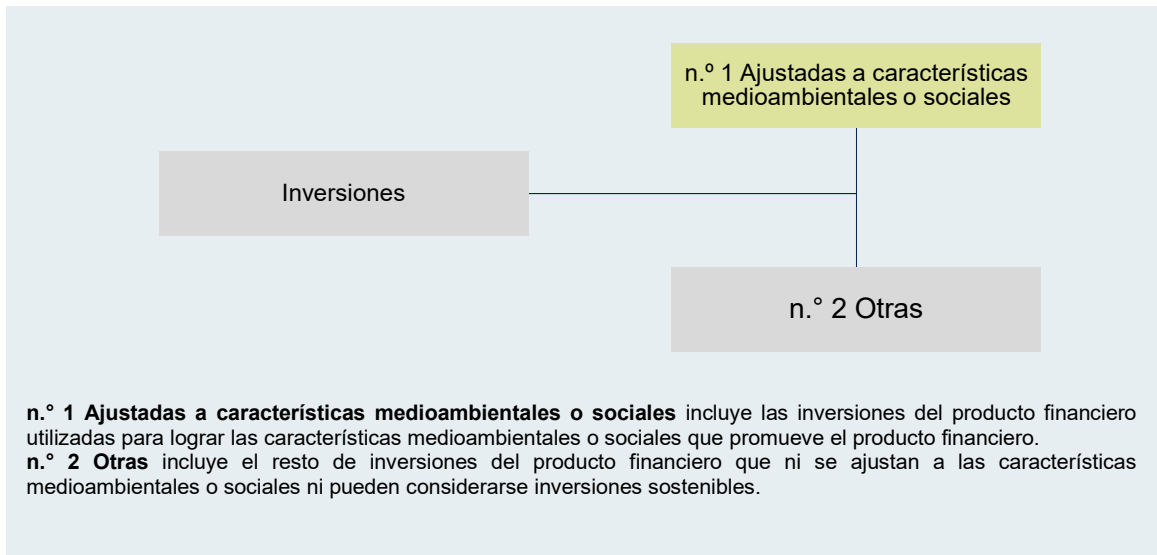 n.º 1 Ajustadas a características
medioambientales o sociales
Inversiones
n.° 2 Otras
n.° 1 Ajustadas a características medioambientales o sociales incluye las inversiones del producto financiero
utilizadas para lograr las características medioambientales o sociales que promueve el producto financiero.
n.° 2 Otras incluye el resto de inversiones del producto financiero que ni se ajustan a las características
medioambientales o sociales ni pueden considerarse inversiones sostenibles.